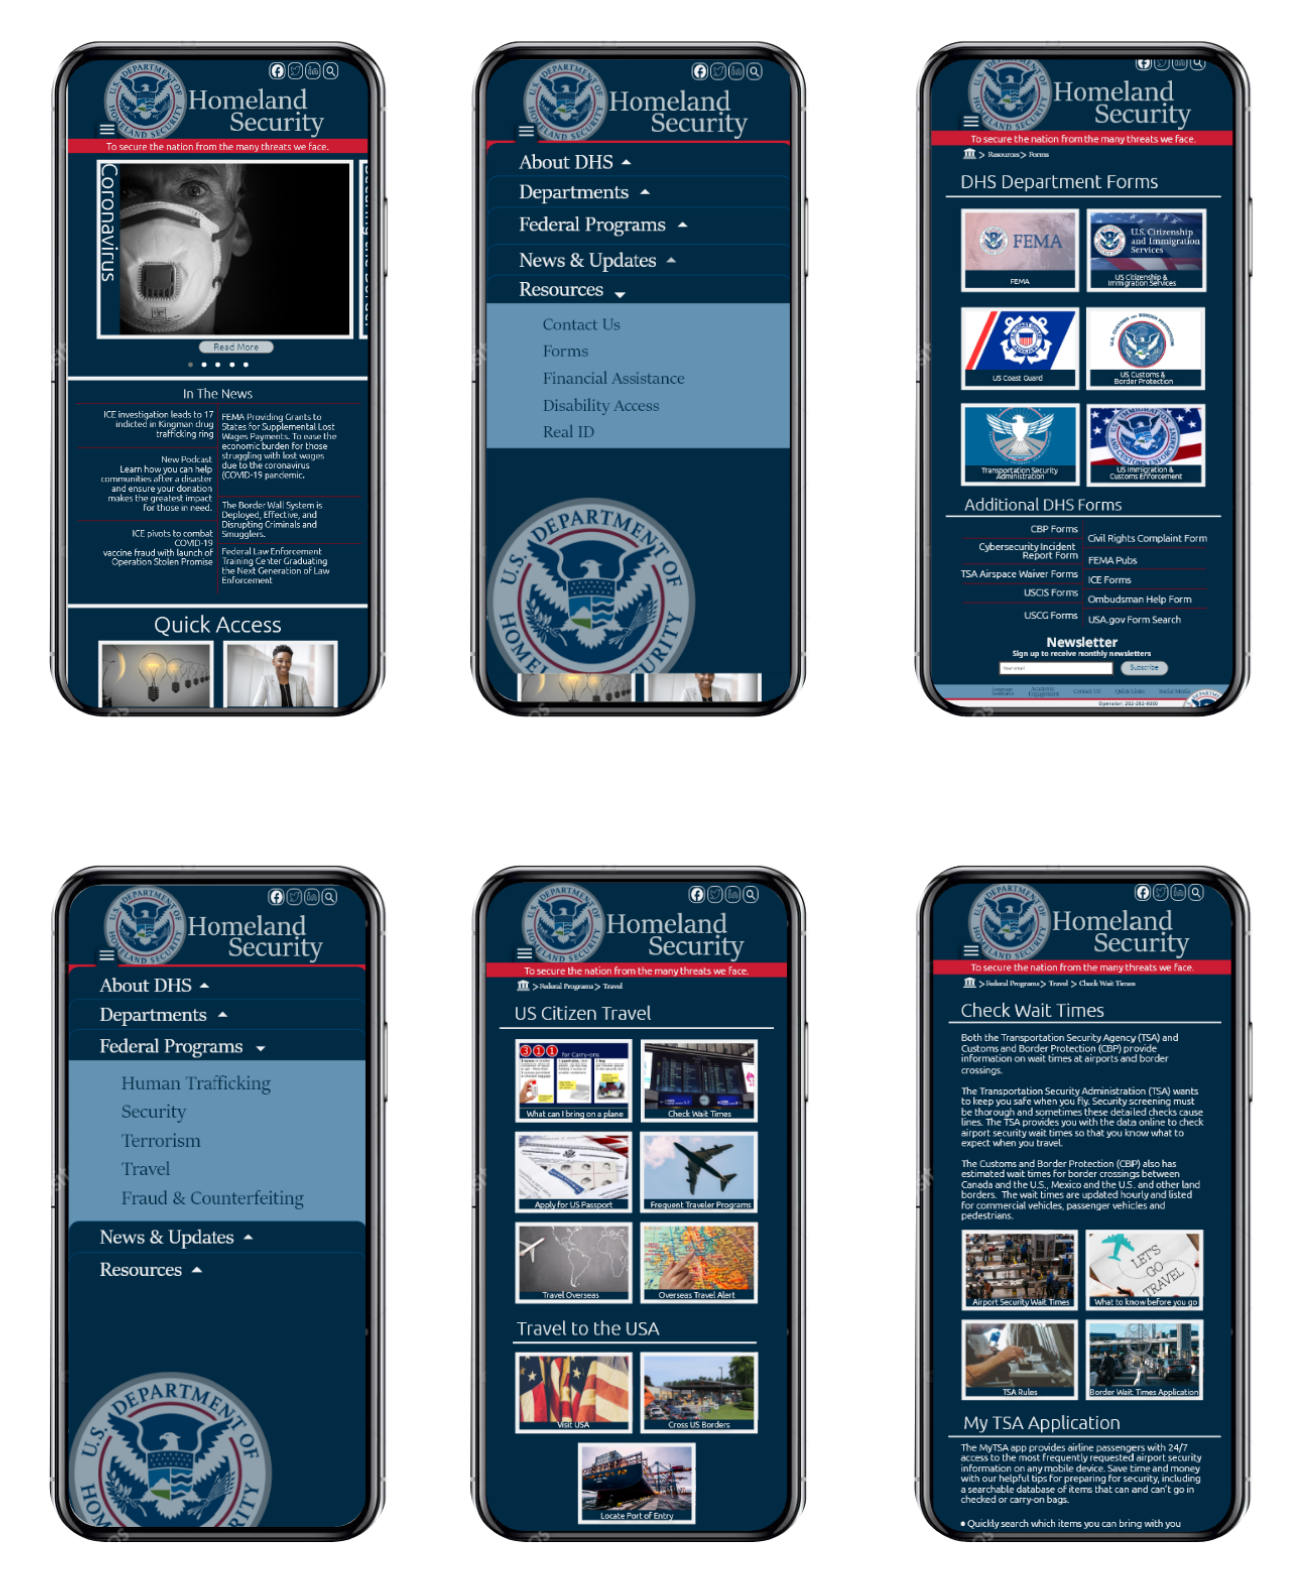 Homeland
Security
To secure the nation from the many threats we face.
Coronavirus
Read More
In The News
ICE investigation leads to 17
indicted in Kingman drug
trafficking ring
New Podcast
Learn how you can help
communities after a disaster
and ensure your donation
makes the greatest impact
for those in need.
ICE pivots to combat
COVID-19
vaccine fraud with launch of
Operation Stolen Promise
FEMA Providing Grants to
States for Supplemental Lost
Wages Payments. To ease the
economic burden for those
struggling with lost wages
due to the coronavirus
(COVID-19 pandemic.
The Border Wall System is
Deployed, Effective, and
Disrupting Criminals and
Smugglers.
Federal Law Enforcement
Training Center Graduating
the Next Generation of Law
Enforcement
Quick Access
Homeland
Security
About DHS
Departments
Federal Programs
News & Updates
Resources
Contact Us
Forms
Financial Assistance
Disability Access
Real ID
U.S. DEPARTMENT OF
HOMEL
SECURITY
Homeland
Security
To secure the nation from the many threats we face.
> Resources > Forms
DHS Department Forms
FEMA
FEMA
U.S. Citizenship
and Immigration
Services
US Citizenship &
Immigration Services
US Coast Guard
US Customs &
Border Protection
Transportation Security
Administration
US Immigration &
Customs Enforcement
Additional DHS Forms
CBP Forms
Cybersecurity Incident
Report Form
TSA Airspace Waiver Forms
USCIS Forms
USCG Forms
Civil Rights Complaint Form
FEMA Pubs
ICE Forms
Ombudsman Help Form
USA.gov Form Search
Newsletter
Sign up to receive monthly newsletters
Your email
Subscribe
Academic
Engagement
Contact US
Quick Links
Social Media
Homeland
Security
About DHS
Departments
Federal Programs
Human Trafficking
Security
Terrorism
Travel
Fraud & Counterfeiting
News & Updates
Resources
U.S. DEPARTMENT OF
Homeland
Security
To secure the nation from the many threats we face.
> Federal Programs > Travel
US Citizen Travel
3 1 1 for Carry-ons
What can I bring on a plane
Check Wait Times
Apply for US Passport
Frequent Traveler Programs
Travel Overseas
Overseas Travel Alert
Travel to the USA
Visit USA
Cross US Borders
Locate Port of Entry
Homeland
Security
To secure the nation from the many threats we face.
> Federal Programs > Travel > Check Wait Times
Check Wait Times
Both the Transportation Security Agency (TSA) and
Customs and Border Protection (CBP) provide
information on wait times at airports and border
crossings.
The Transportation Security Administration (TSA) wants
to keep you safe when you fly. Security screening must
be thorough and sometimes these detailed checks cause
lines. The TSA provides you with the data online to check
airport security wait times so that you know what to
expect when you travel.
The Customs and Border Protection (CBP) also has
estimated wait times for border crossings between
Canada and the U.S., Mexico and the U.S. and other land
borders. The wait times are updated hourly and listed
for commercial vehicles, passenger vehicles and
pedestrians.
Airport Security Wait Times
LET'S
GO
TRAVEL
What to know before you go
TSA Rules
Border Wait Times Application
My TSA Application
The MyTSA app provides airline passengers with 24/7
access to the most frequently requested airport security
information on any mobile device. Save time and money
with our helpful tips for preparing for security, including
a searchable database of items that can and can't go in
checked or carry-on bags.
• Quickly search which items you can bring with you